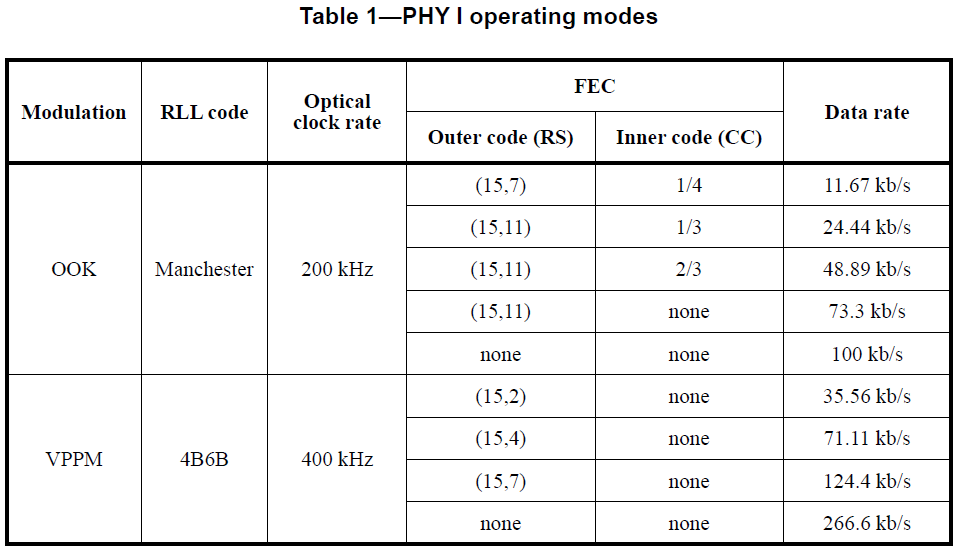 Table 1—PHY I operating modes
Modulation RLL code Optical clock rate FEC Data rate
Outer code (RS) Inner code (CC)
OOK Manchester 200 kHz (15,7) 1/4 11.67 kb/s
(15,11) 1/3 24.44 kb/s
(15,11) 2/3 48.89 kb/s
(15,11) none 73.3 kb/s
none none 100 kb/s
VPPM 4B6B 400 kHz (15,2) none 35.56 kb/s
(15,4) none 71.11 kb/s
(15,7) none 124.4 kb/s
none none 266.6 kb/s